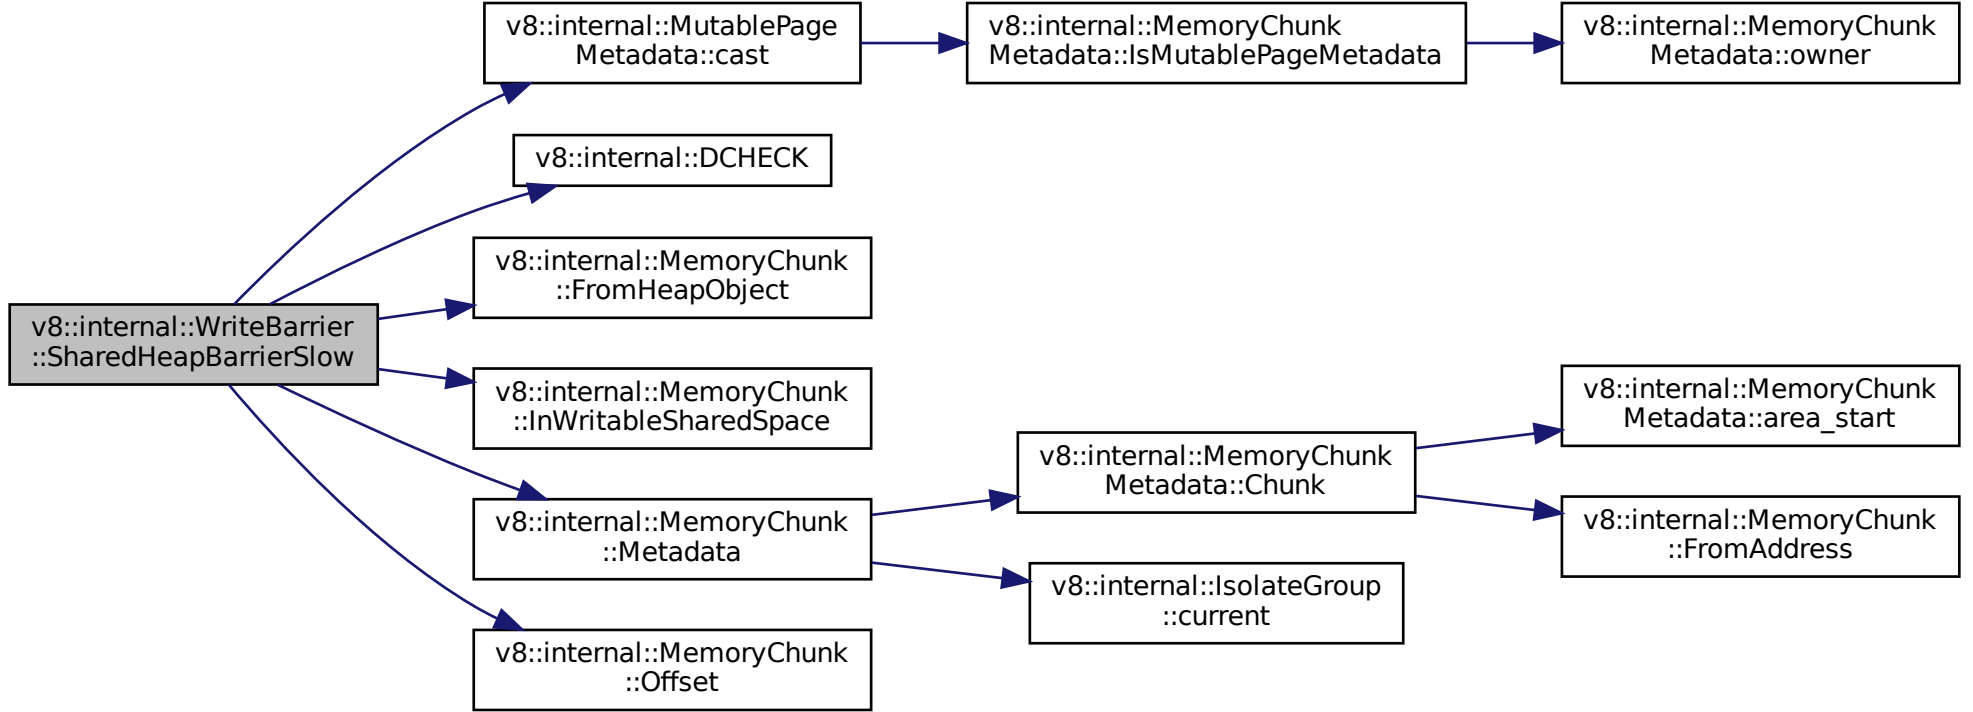 v8::internal::MutablePage
Metadata::cast
v8::internal::MemoryChunk
Metadata::IsMutablePageMetadata
v8::internal::MemoryChunk
Metadata::owner
v8::internal::DCHECK
v8::internal::MemoryChunk
::FromHeapObject
v8::internal::WriteBarrier
::SharedHeapBarrierSlow
v8::internal::MemoryChunk
::InWritableSharedSpace
v8::internal::MemoryChunk
::Metadata
v8::internal::MemoryChunk
Metadata::Chunk
v8::internal::MemoryChunk
Metadata::area_start
v8::internal::MemoryChunk
::FromAddress
v8::internal::IsolateGroup
::current
v8::internal::MemoryChunk
::Offset